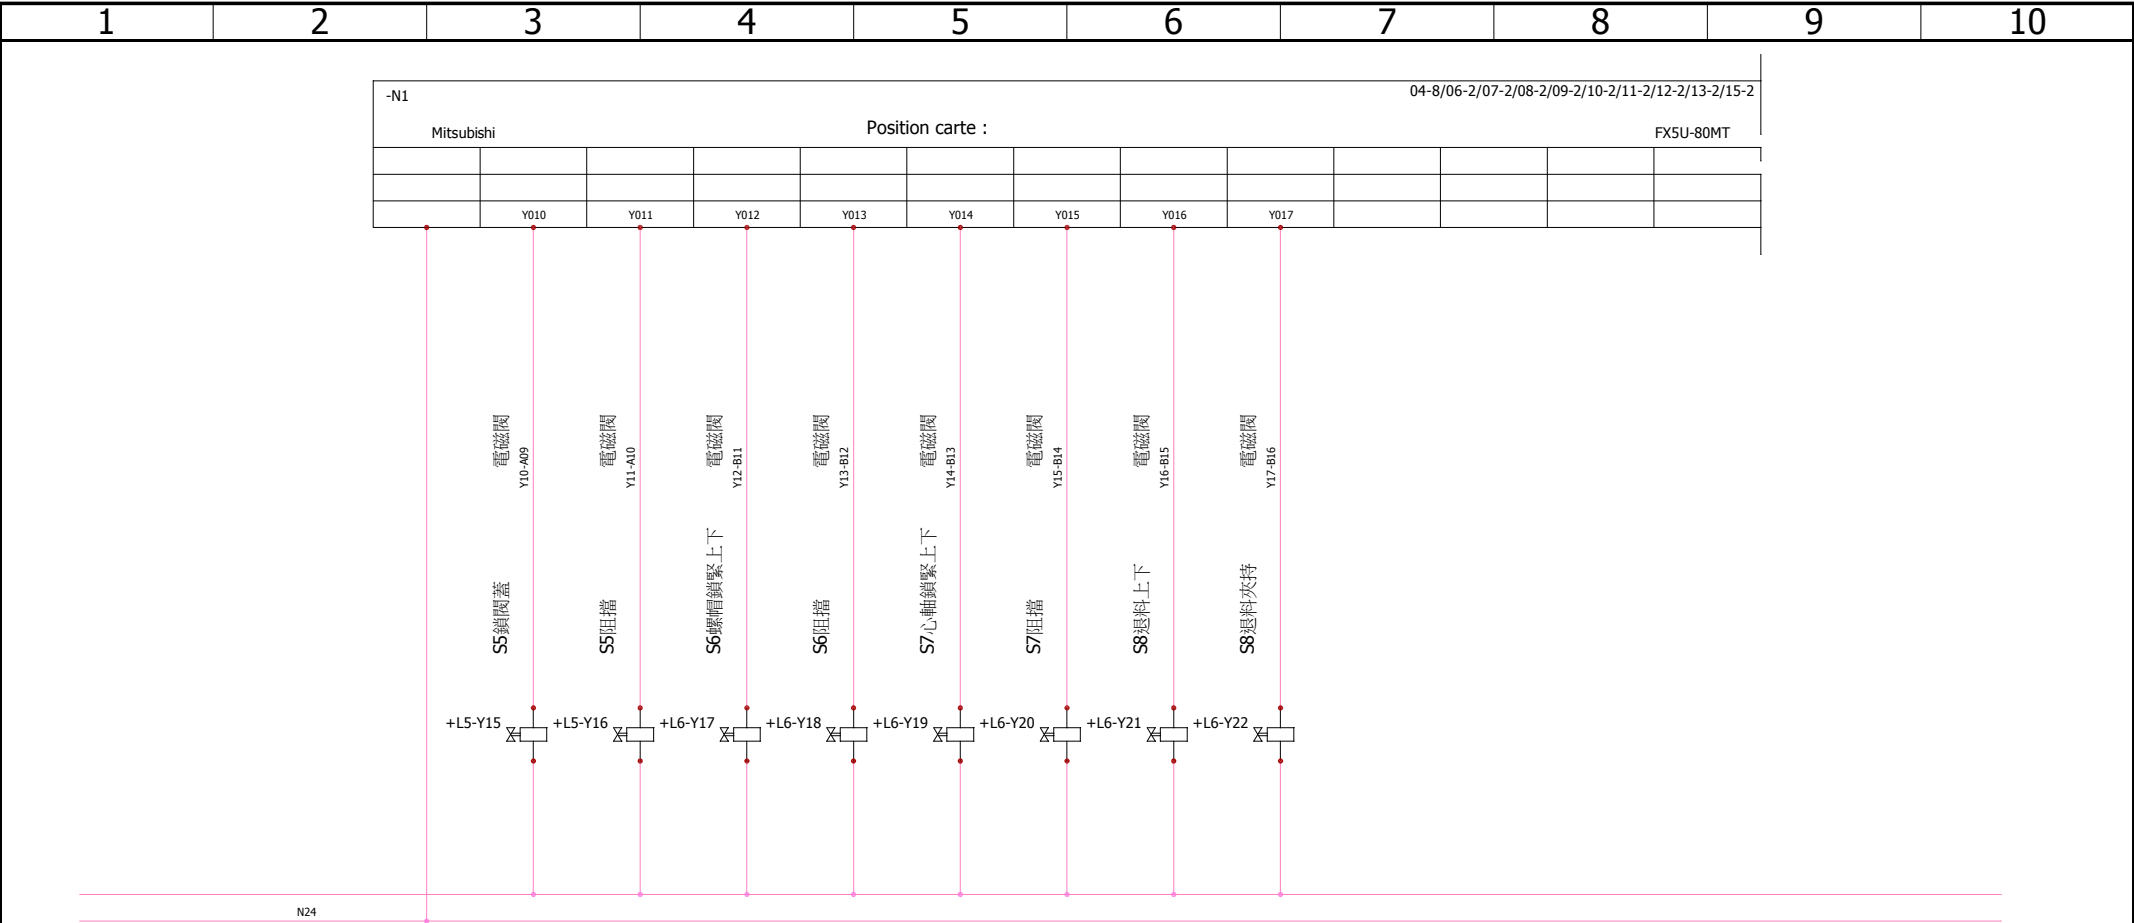 1 2 3 4 5 6 7 8 9 10
-N1 04-8/06-2/07-2/08-2/09-2/10-2/11-2/12-2/13-2/15-2
Mitsubishi Position carte : FX5U-80MT
Y010 Y011 Y012 Y013 Y014 Y015 Y016 Y017
電磁閥 電磁閥 電磁閥 電磁閥 電磁閥 電磁閥 電磁閥 電磁閥
Y10-A09 Y11-A10 Y12-B11 Y13-B12 Y14-B13 Y15-B14 Y16-B15 Y17-B16
S5鎖閥蓋 S5阻擋 S6螺帽鎖緊上下 S6阻擋 S7心軸鎖緊上下 S7阻擋 S8退料上下 S8退料夾持
+L5-Y15 +L5-Y16 +L6-Y17 +L6-Y18 +L6-Y19 +L6-Y20 +L6-Y21 +L6-Y22
N24